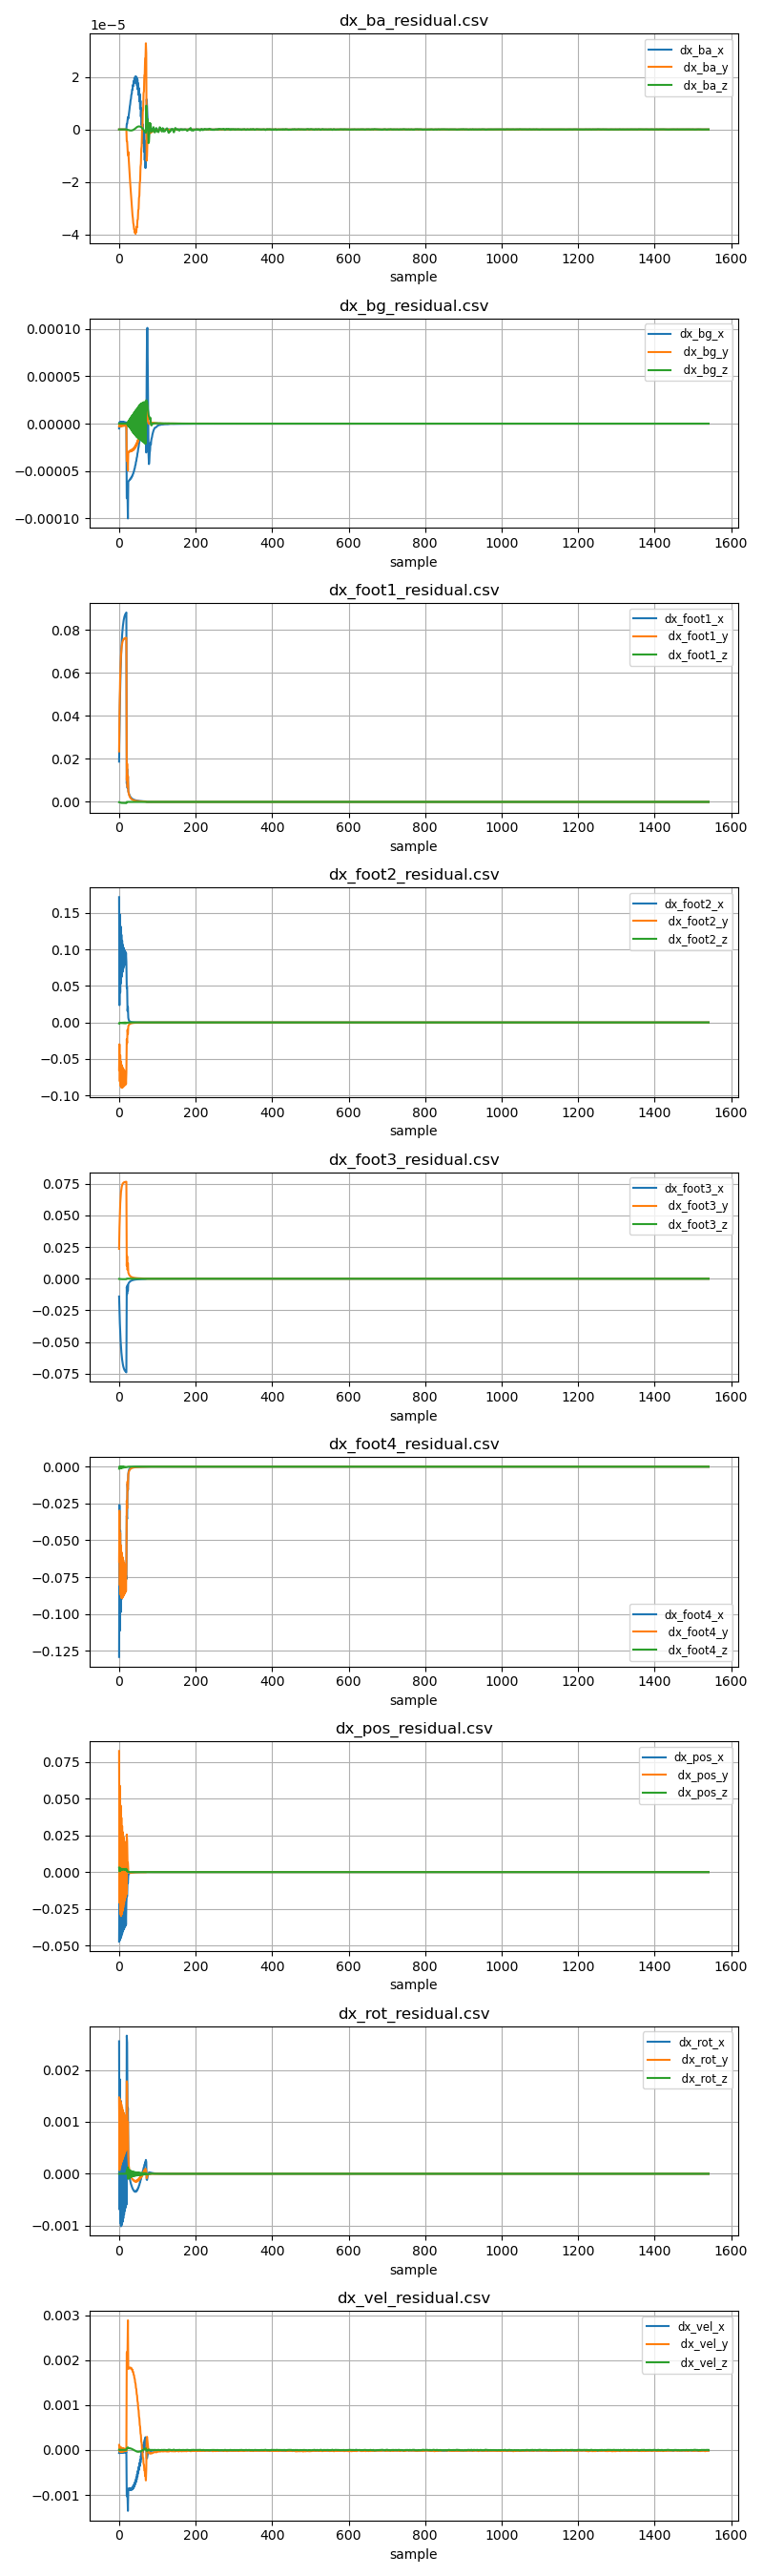 dx_ba_residual.csv
1e−5
dx_ba_x
dx_ba_y
dx_ba_z
2
0
−2
−4
0 200 400 600 800 1000 1200 1400 1600
sample
dx_bg_residual.csv
dx_bg_x
dx_bg_y
dx_bg_z
0.00010
0.00005
0.00000
−0.00005
−0.00010
0 200 400 600 800 1000 1200 1400 1600
sample
dx_foot1_residual.csv
dx_foot1_x
dx_foot1_y
dx_foot1_z
0.08
0.06
0.04
0.02
0.00
0 200 400 600 800 1000 1200 1400 1600
sample
dx_foot2_residual.csv
dx_foot2_x
dx_foot2_y
dx_foot2_z
0.15
0.10
0.05
0.00
−0.05
−0.10
0 200 400 600 800 1000 1200 1400 1600
sample
dx_foot3_residual.csv
dx_foot3_x
dx_foot3_y
dx_foot3_z
0.075
0.050
0.025
0.000
−0.025
−0.050
−0.075
0 200 400 600 800 1000 1200 1400 1600
sample
dx_foot4_residual.csv
0.000
−0.025
−0.050
−0.075
−0.100
−0.125
dx_foot4_x
dx_foot4_y
dx_foot4_z
0 200 400 600 800 1000 1200 1400 1600
sample
dx_pos_residual.csv
dx_pos_x
dx_pos_y
dx_pos_z
0.075
0.050
0.025
0.000
−0.025
−0.050
0 200 400 600 800 1000 1200 1400 1600
sample
dx_rot_residual.csv
dx_rot_x
dx_rot_y
dx_rot_z
0.002
0.001
0.000
−0.001
0 200 400 600 800 1000 1200 1400 1600
sample
dx_vel_residual.csv
dx_vel_x
dx_vel_y
dx_vel_z
0.003
0.002
0.001
0.000
−0.001
0 200 400 600 800 1000 1200 1400 1600
sample